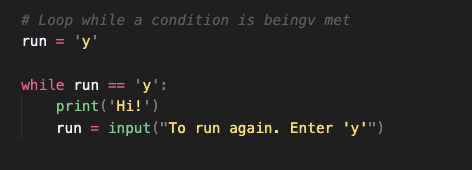 # Loop while a condition is beingv met
run = 'y'
while run == 'y':
    print('Hi!')
    run = input("To run again. Enter 'y'")